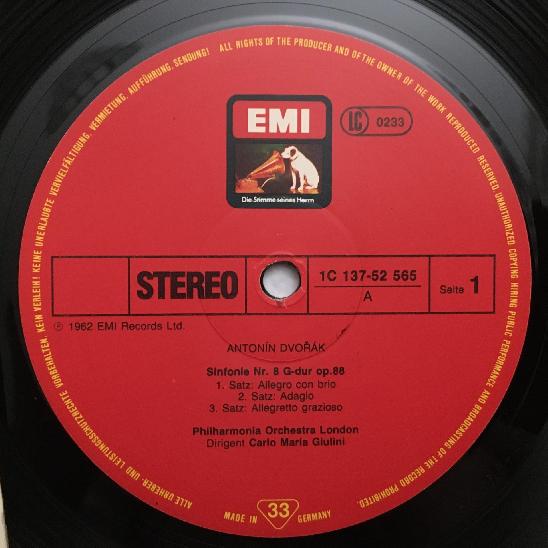 ALLE URHEBER- UND LEISTUNGSSCHUTZRECHTE VORBEHALTEN. KEIN VERLEIH! KEINE UNERLAUBTE VERVIELFÄLTIGUNG, VERMIETUNG, AUFFÜHRUNG, SENDUNG! ALL RIGHTS OF THE PRODUCER AND OF THE OWNER OF THE WORK REPRODUCED RESERVED. UNAUTHORIZED COPYING HIRING PUBLIC PERFORMANCE AND BROADCASTING OF THE RECORD PROHIBITED.
EMI
LC 0233
Die Stimme seines Herrn
STEREO
1C 137-52 565
A
Seite 1
℗ 1962 EMI Records Ltd.
ANTONÍN DVOŘÁK
Sinfonie Nr. 8 G-dur op.88
1. Satz: Allegro con brio
2. Satz: Adagio
3. Satz: Allegretto grazioso
Philharmonia Orchestra London
Dirigent Carlo Maria Giulini
MADE IN 33 GERMANY